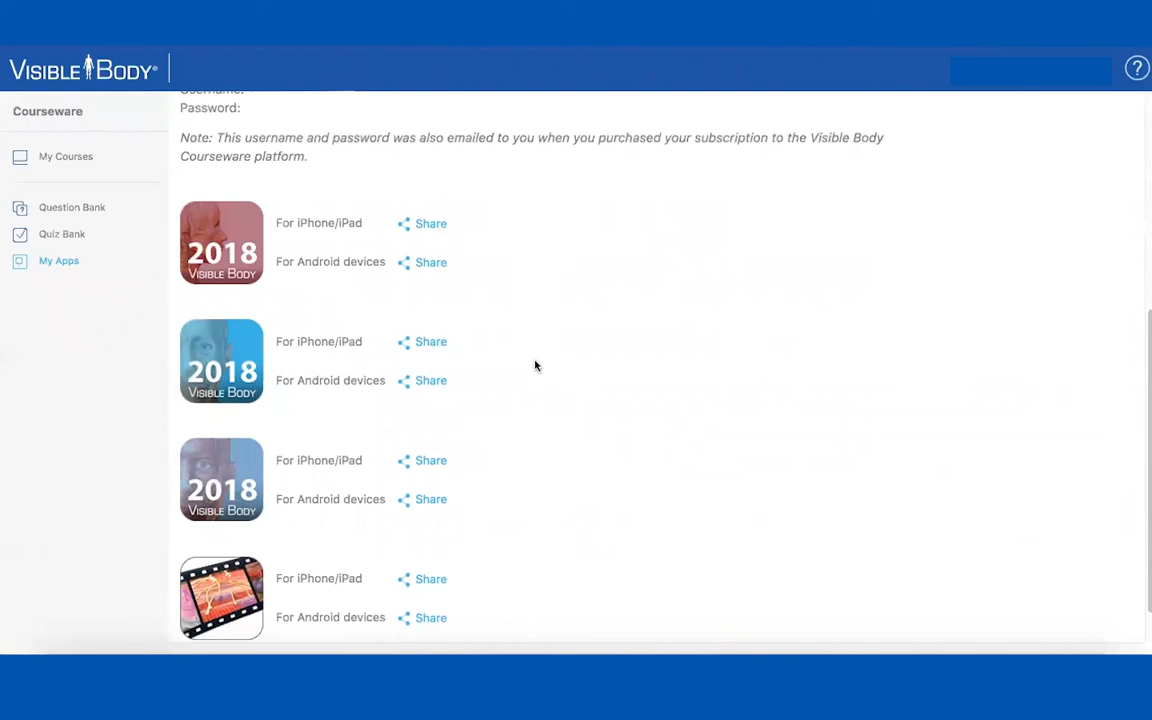 VISIBLE BODY®
?
Courseware
My Courses
Question Bank
Quiz Bank
My Apps
Password:
Note: This username and password was also emailed to you when you purchased your subscription to the Visible Body
Courseware platform.
2018
VISIBLE BODY
For iPhone/iPad Share
For Android devices Share
2018
VISIBLE BODY
For iPhone/iPad Share
For Android devices Share
2018
VISIBLE BODY
For iPhone/iPad Share
For Android devices Share
For iPhone/iPad Share
For Android devices Share